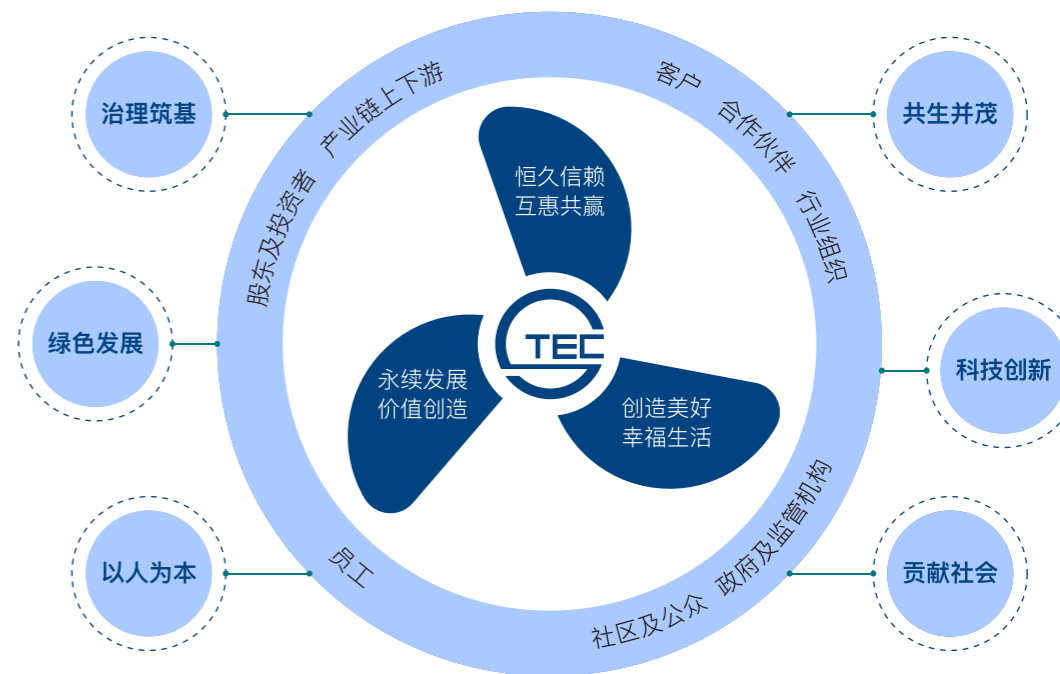 治理筑基
绿色发展
以人为本
股东及投资者
产业链上下游
客户
合作伙伴
行业组织
政府及监管机构
社区及公众
员工
恒久信赖
互惠共赢
永续发展
价值创造
创造美好
幸福生活
TEC
共生并茂
科技创新
贡献社会